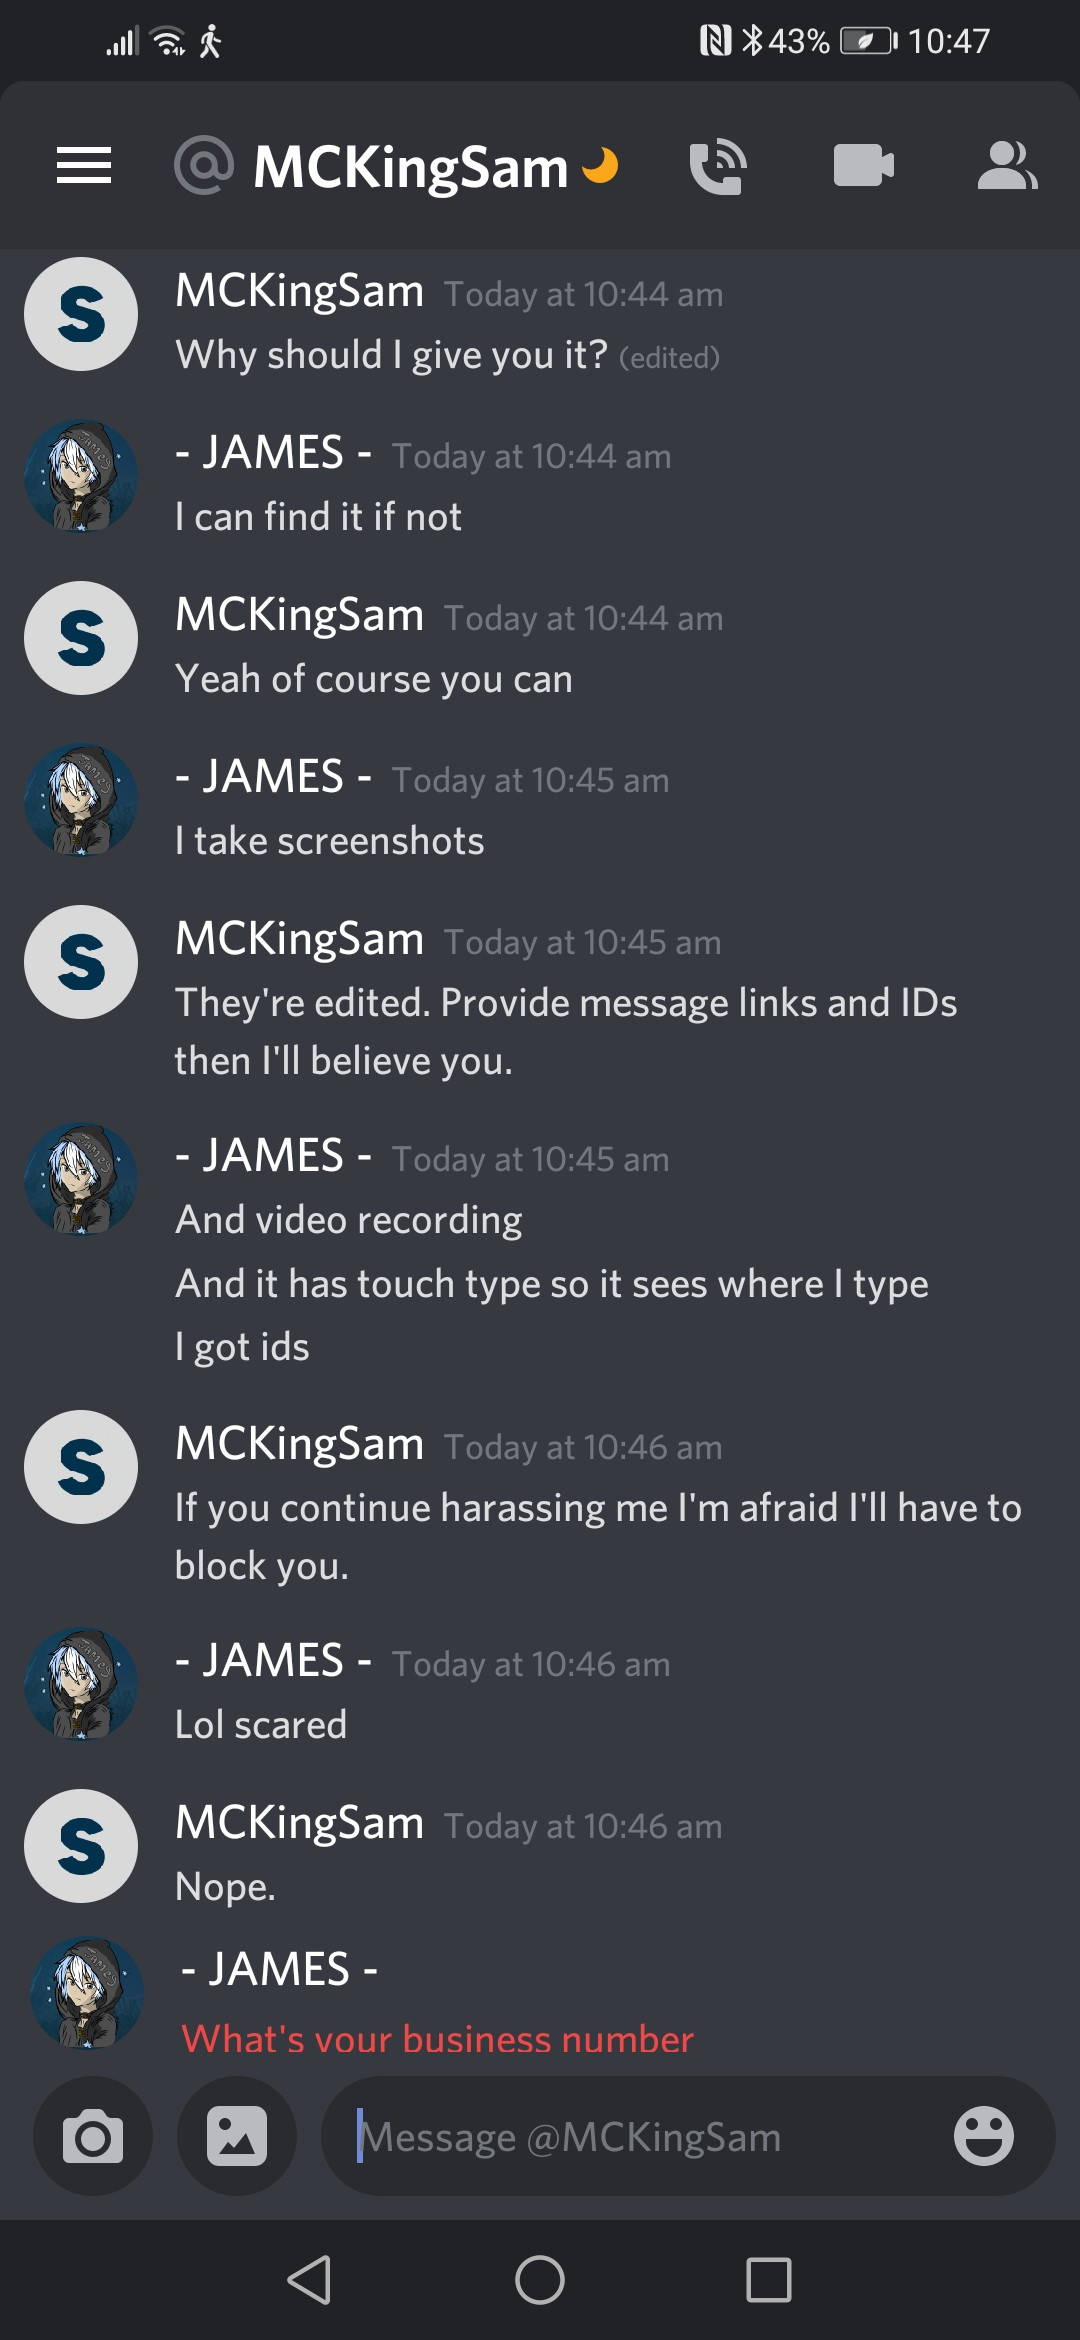 43% 10:47
@ MCKingSam
S MCKingSam Today at 10:44 am
Why should I give you it? (edited)
- JAMES - Today at 10:44 am
I can find it if not
S MCKingSam Today at 10:44 am
Yeah of course you can
- JAMES - Today at 10:45 am
I take screenshots
S MCKingSam Today at 10:45 am
They're edited. Provide message links and IDs
then I'll believe you.
- JAMES - Today at 10:45 am
And video recording
And it has touch type so it sees where I type
I got ids
S MCKingSam Today at 10:46 am
If you continue harassing me I'm afraid I'll have to
block you.
- JAMES - Today at 10:46 am
Lol scared
S MCKingSam Today at 10:46 am
Nope.
- JAMES -
What's your business number
Message @MCKingSam